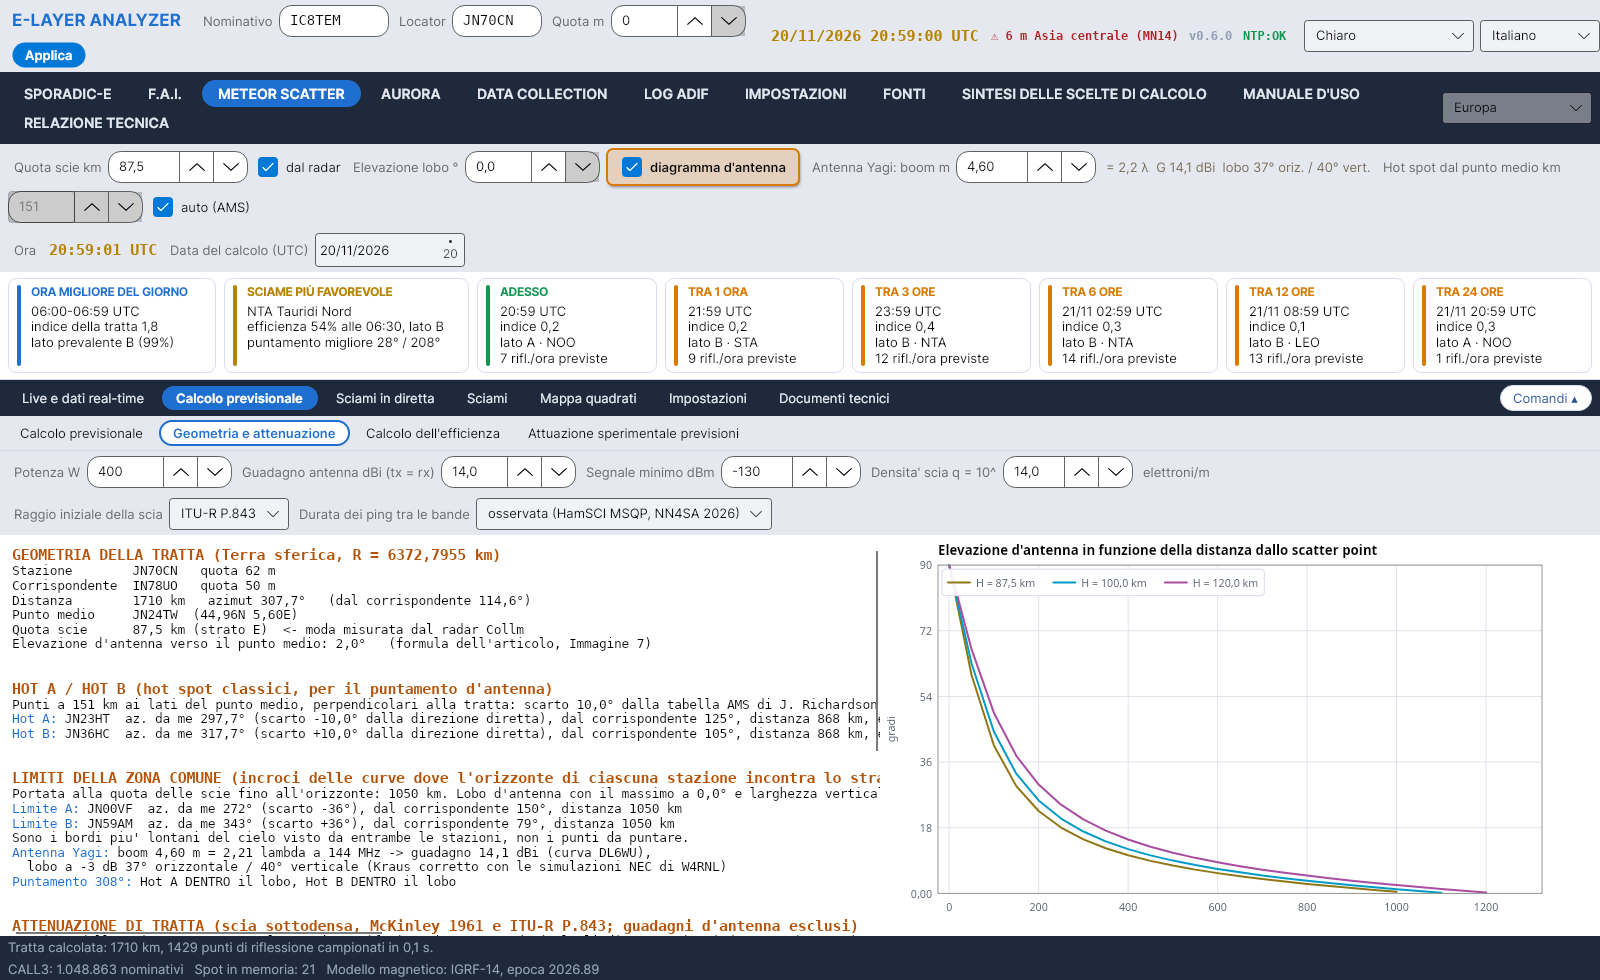 E-LAYER ANALYZER Nominativo IC8TEM Locator JN70CN Quota m 0
Applica
20/11/2026 20:59:00 UTC ⚠ 6 m Asia centrale (MN14) v0.6.0 NTP:OK Chiaro Italiano
SPORADIC-E F.A.I. METEOR SCATTER AURORA DATA COLLECTION LOG ADIF IMPOSTAZIONI FONTI SINTESI DELLE SCELTE DI CALCOLO MANUALE D'USO
RELAZIONE TECNICA
Europa
Quota scie km 87,5 dal radar Elevazione lobo ° 0,0 diagramma d'antenna Antenna Yagi: boom m 4,60 = 2,2 λ G 14,1 dBi lobo 37° oriz. / 40° vert. Hot spot dal punto medio km
151 auto (AMS)
Ora 20:59:01 UTC Data del calcolo (UTC) 20/11/2026 20
ORA MIGLIORE DEL GIORNO
06:00-06:59 UTC
indice della tratta 1,8
lato prevalente B (99%)
SCIAME PIÙ FAVOREVOLE
NTA Tauridi Nord
efficienza 54% alle 06:30, lato B
puntamento migliore 28° / 208°
ADESSO
20:59 UTC
indice 0,2
lato A · NOO
7 rifl./ora previste
TRA 1 ORA
21:59 UTC
indice 0,2
lato B · STA
9 rifl./ora previste
TRA 3 ORE
23:59 UTC
indice 0,4
lato B · NTA
12 rifl./ora previste
TRA 6 ORE
21/11 02:59 UTC
indice 0,3
lato B · NTA
14 rifl./ora previste
TRA 12 ORE
21/11 08:59 UTC
indice 0,1
lato B · LEO
13 rifl./ora previste
TRA 24 ORE
21/11 20:59 UTC
indice 0,3
lato A · NOO
1 rifl./ora previste
Live e dati real-time Calcolo previsionale Sciami in diretta Sciami Mappa quadrati Impostazioni Documenti tecnici Comandi ▴
Calcolo previsionale Geometria e attenuazione Calcolo dell'efficienza Attuazione sperimentale previsioni
Potenza W 400 Guadagno antenna dBi (tx = rx) 14,0 Segnale minimo dBm -130 Densita' scia q = 10^ 14,0 elettroni/m
Raggio iniziale della scia ITU-R P.843 Durata dei ping tra le bande osservata (HamSCI MSQP, NN4SA 2026)
GEOMETRIA DELLA TRATTA (Terra sferica, R = 6372,7955 km)
Stazione JN70CN quota 62 m
Corrispondente IN78UO quota 50 m
Distanza 1710 km azimut 307,7° (dal corrispondente 114,6°)
Punto medio JN24TW (44,96N 5,60E)
Quota scie 87,5 km (strato E) <- moda misurata dal radar Collm
Elevazione d'antenna verso il punto medio: 2,0° (formula dell'articolo, Immagine 7)
HOT A / HOT B (hot spot classici, per il puntamento d'antenna)
Punti a 151 km ai lati del punto medio, perpendicolari alla tratta: scarto 10,0° dalla tabella AMS di J. Richardson
Hot A: JN23HT az. da me 297,7° (scarto -10,0° dalla direzione diretta), dal corrispondente 125°, distanza 868 km,
Hot B: JN36HC az. da me 317,7° (scarto +10,0° dalla direzione diretta), dal corrispondente 105°, distanza 868 km,
LIMITI DELLA ZONA COMUNE (incroci delle curve dove l'orizzonte di ciascuna stazione incontra lo stra
Portata alla quota delle scie fino all'orizzonte: 1050 km. Lobo d'antenna con il massimo a 0,0° e larghezza vertical
Limite A: JN00VF az. da me 272° (scarto -36°), dal corrispondente 150°, distanza 1050 km
Limite B: JN59AM az. da me 343° (scarto +36°), dal corrispondente 79°, distanza 1050 km
Sono i bordi piu' lontani del cielo visto da entrambe le stazioni, non i punti da puntare.
Antenna Yagi: boom 4,60 m = 2,21 lambda a 144 MHz -> guadagno 14,1 dBi (curva DL6WU),
lobo a -3 dB 37° orizzontale / 40° verticale (Kraus corretto con le simulazioni NEC di W4RNL)
Puntamento 308°: Hot A DENTRO il lobo, Hot B DENTRO il lobo
ATTENUAZIONE DI TRATTA (scia sottodensa, McKinley 1961 e ITU-R P.843; guadagni d'antenna esclusi)
Elevazione d'antenna in funzione della distanza dallo scatter point
H = 87,5 km H = 100,0 km H = 120,0 km
gradi
90
72
54
36
18
0,00
0 200 400 600 800 1000 1200
Tratta calcolata: 1710 km, 1429 punti di riflessione campionati in 0,1 s.
CALL3: 1.048.863 nominativi Spot in memoria: 21 Modello magnetico: IGRF-14, epoca 2026.89